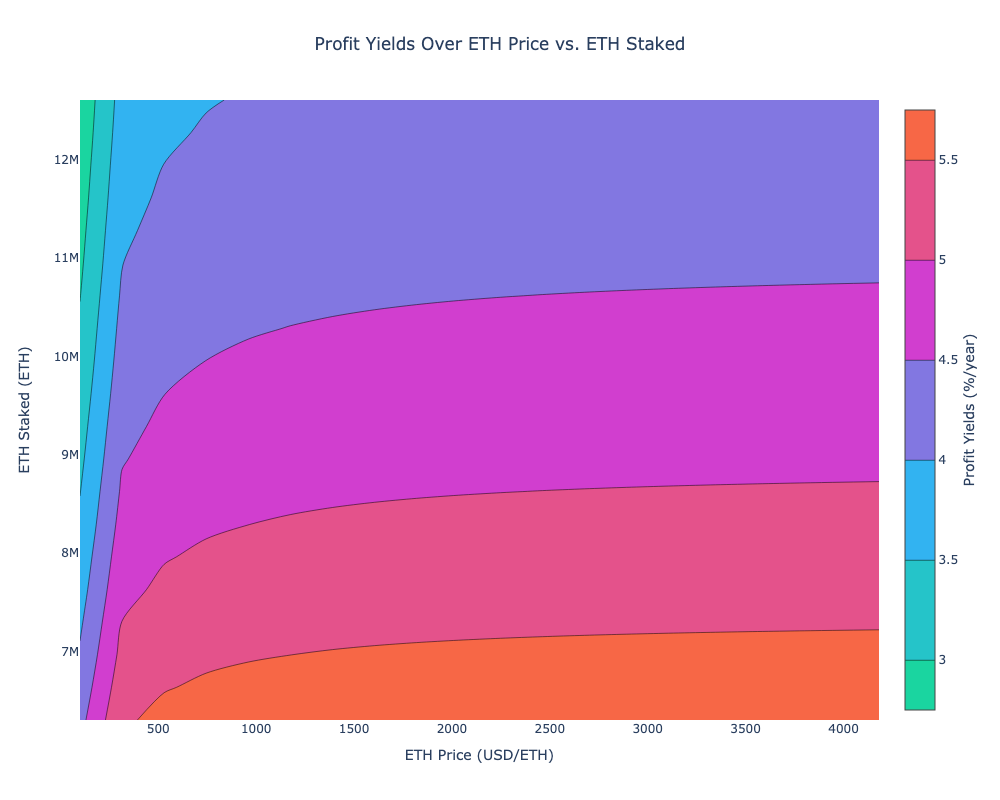 Profit Yields Over ETH Price vs. ETH Staked
12M
11M
10M
9M
8M
7M
ETH Staked (ETH)
500
1000
1500
2000
2500
3000
3500
4000
ETH Price (USD/ETH)
5.5
5
4.5
4
3.5
3
Profit Yields (%/year)